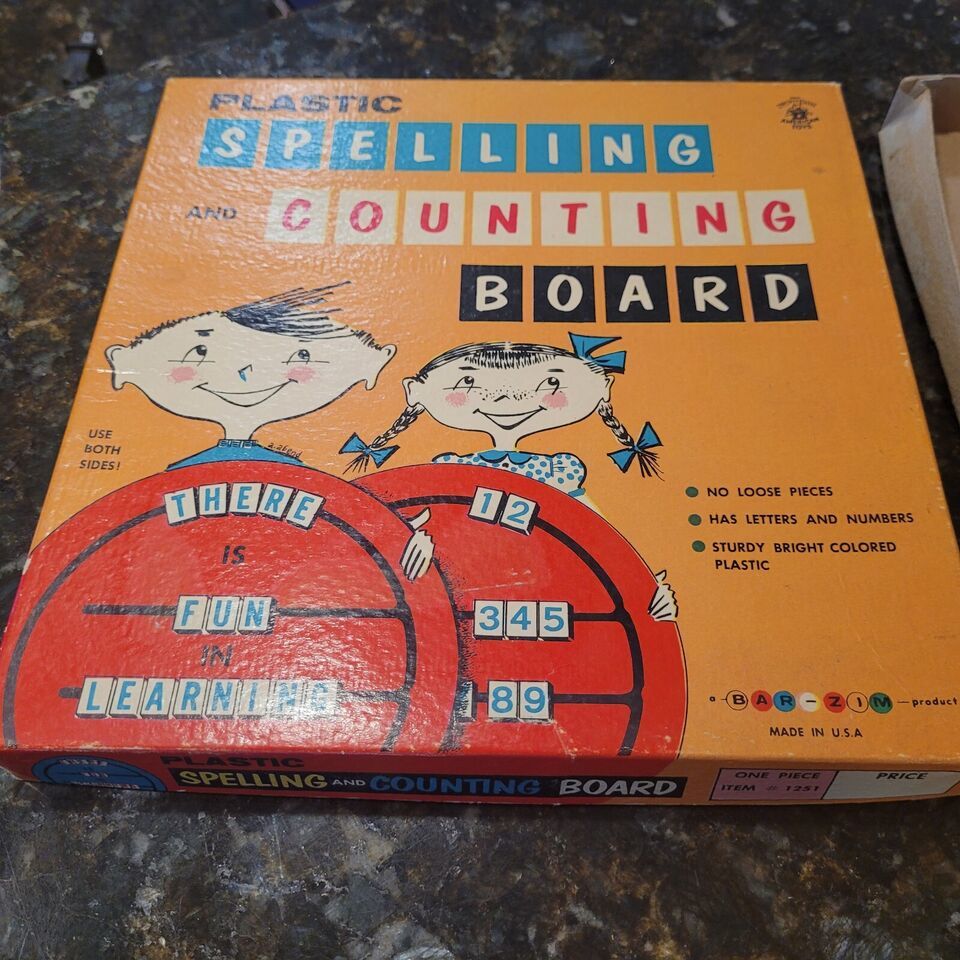 PLASTIC
SPELLING
AND COUNTING
BOARD
USE
BOTH
SIDES!
THERE
IS
FUN
IN
LEARNING
12
345
89
NO LOOSE PIECES
HAS LETTERS AND NUMBERS
STURDY BRIGHT COLORED
PLASTIC
a BAR-ZIM product
MADE IN U.S.A
PLASTIC
SPELLING AND COUNTING BOARD
ONE PIECE
ITEM # 1251
PRICE